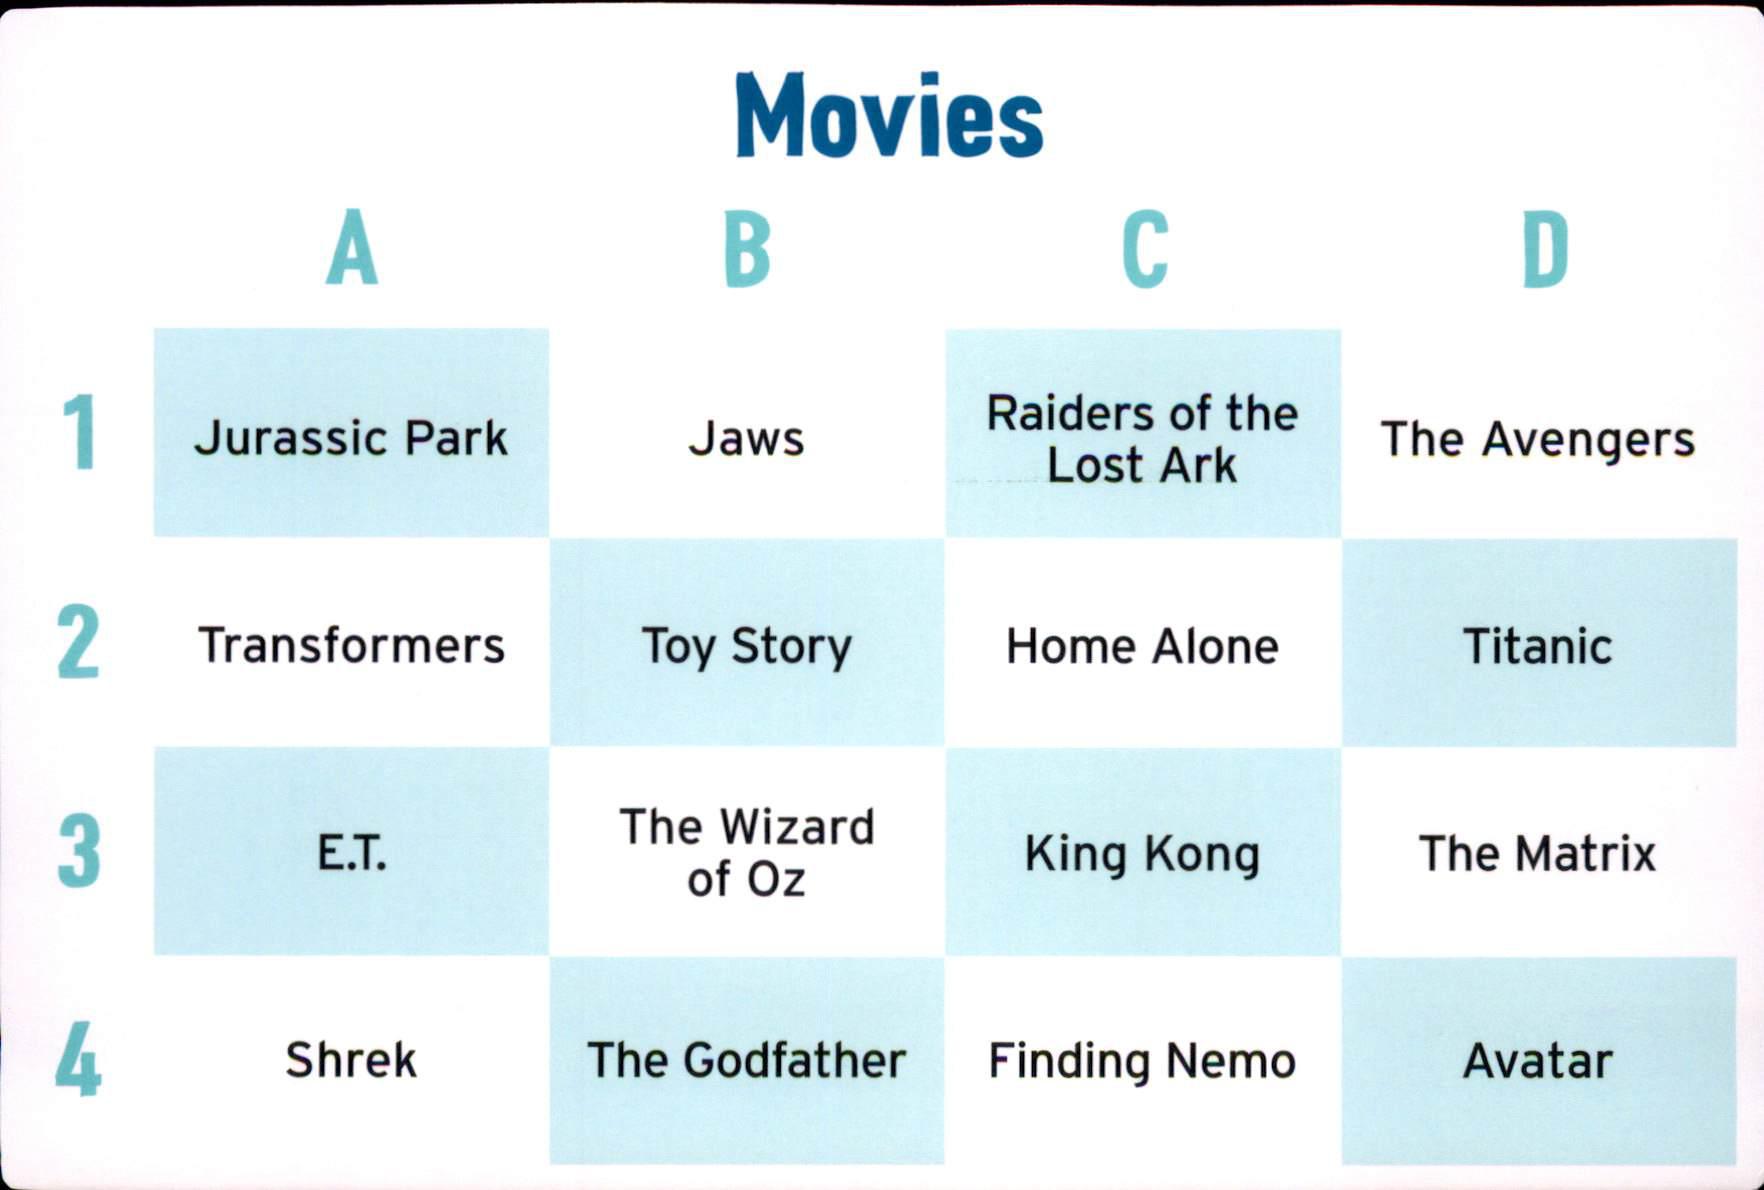 Movies
A B C D
1 Jurassic Park Jaws Raiders of the Lost Ark The Avengers
2 Transformers Toy Story Home Alone Titanic
3 E.T. The Wizard of Oz King Kong The Matrix
4 Shrek The Godfather Finding Nemo Avatar